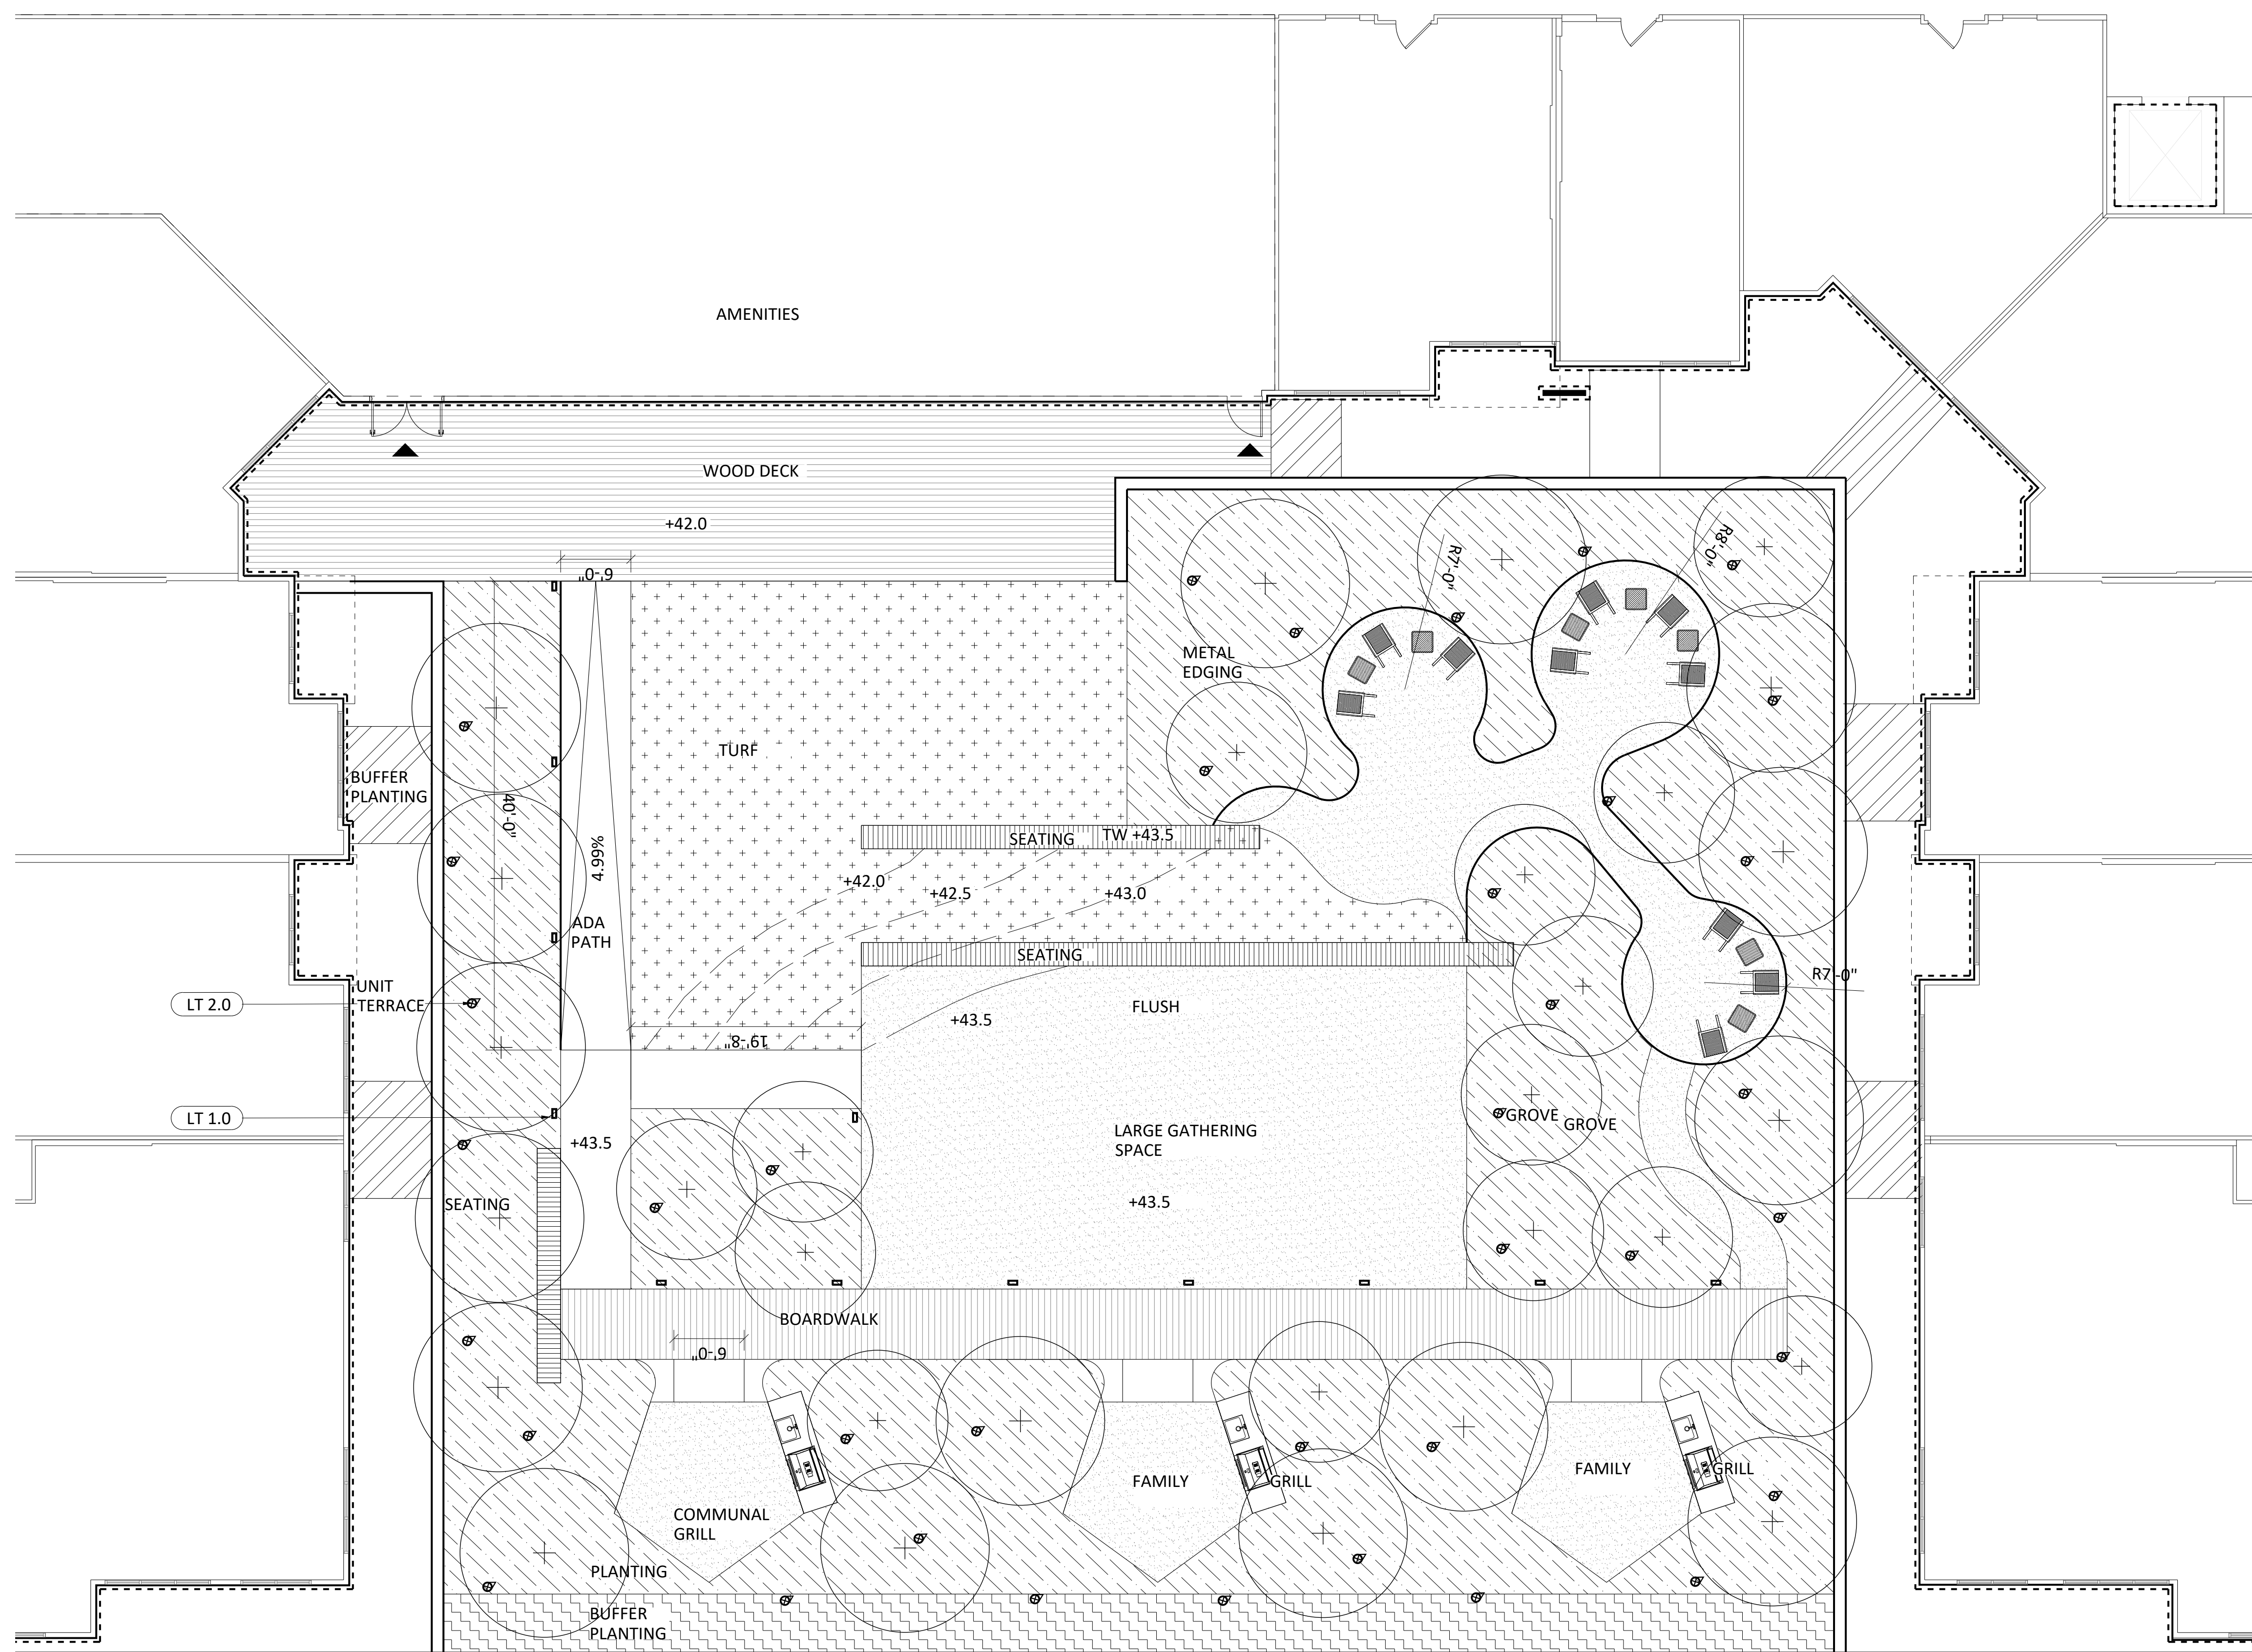 AMENITIES
WOOD DECK
+42.0
6'-0"
R7'-0"
R8'-0"
METAL
EDGING
TURF
BUFFER
PLANTING
40'-0"
4.99%
SEATING
TW +43.5
+42.0
+42.5
+43.0
ADA
PATH
SEATING
R7'-0"
UNIT
TERRACE
LT 2.0
FLUSH
+43.5
19'-8"
LT 1.0
GROVE
GROVE
LARGE GATHERING
SPACE
+43.5
+43.5
SEATING
BOARDWALK
6'-0"
FAMILY
GRILL
FAMILY
GRILL
COMMUNAL
GRILL
PLANTING
BUFFER
PLANTING